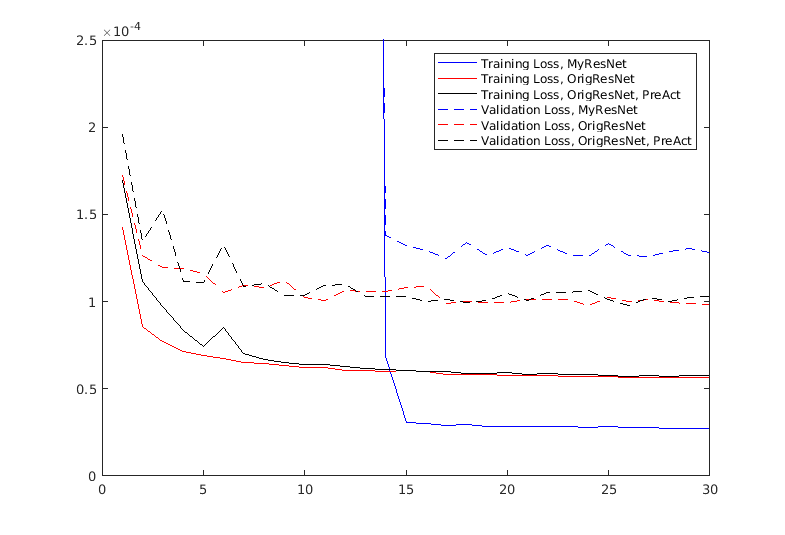 ×10-4
2.5
2
1.5
1
0.5
0
0 5 10 15 20 25 30
Training Loss, MyResNet
Training Loss, OrigResNet
Training Loss, OrigResNet, PreAct
Validation Loss, MyResNet
Validation Loss, OrigResNet
Validation Loss, OrigResNet, PreAct